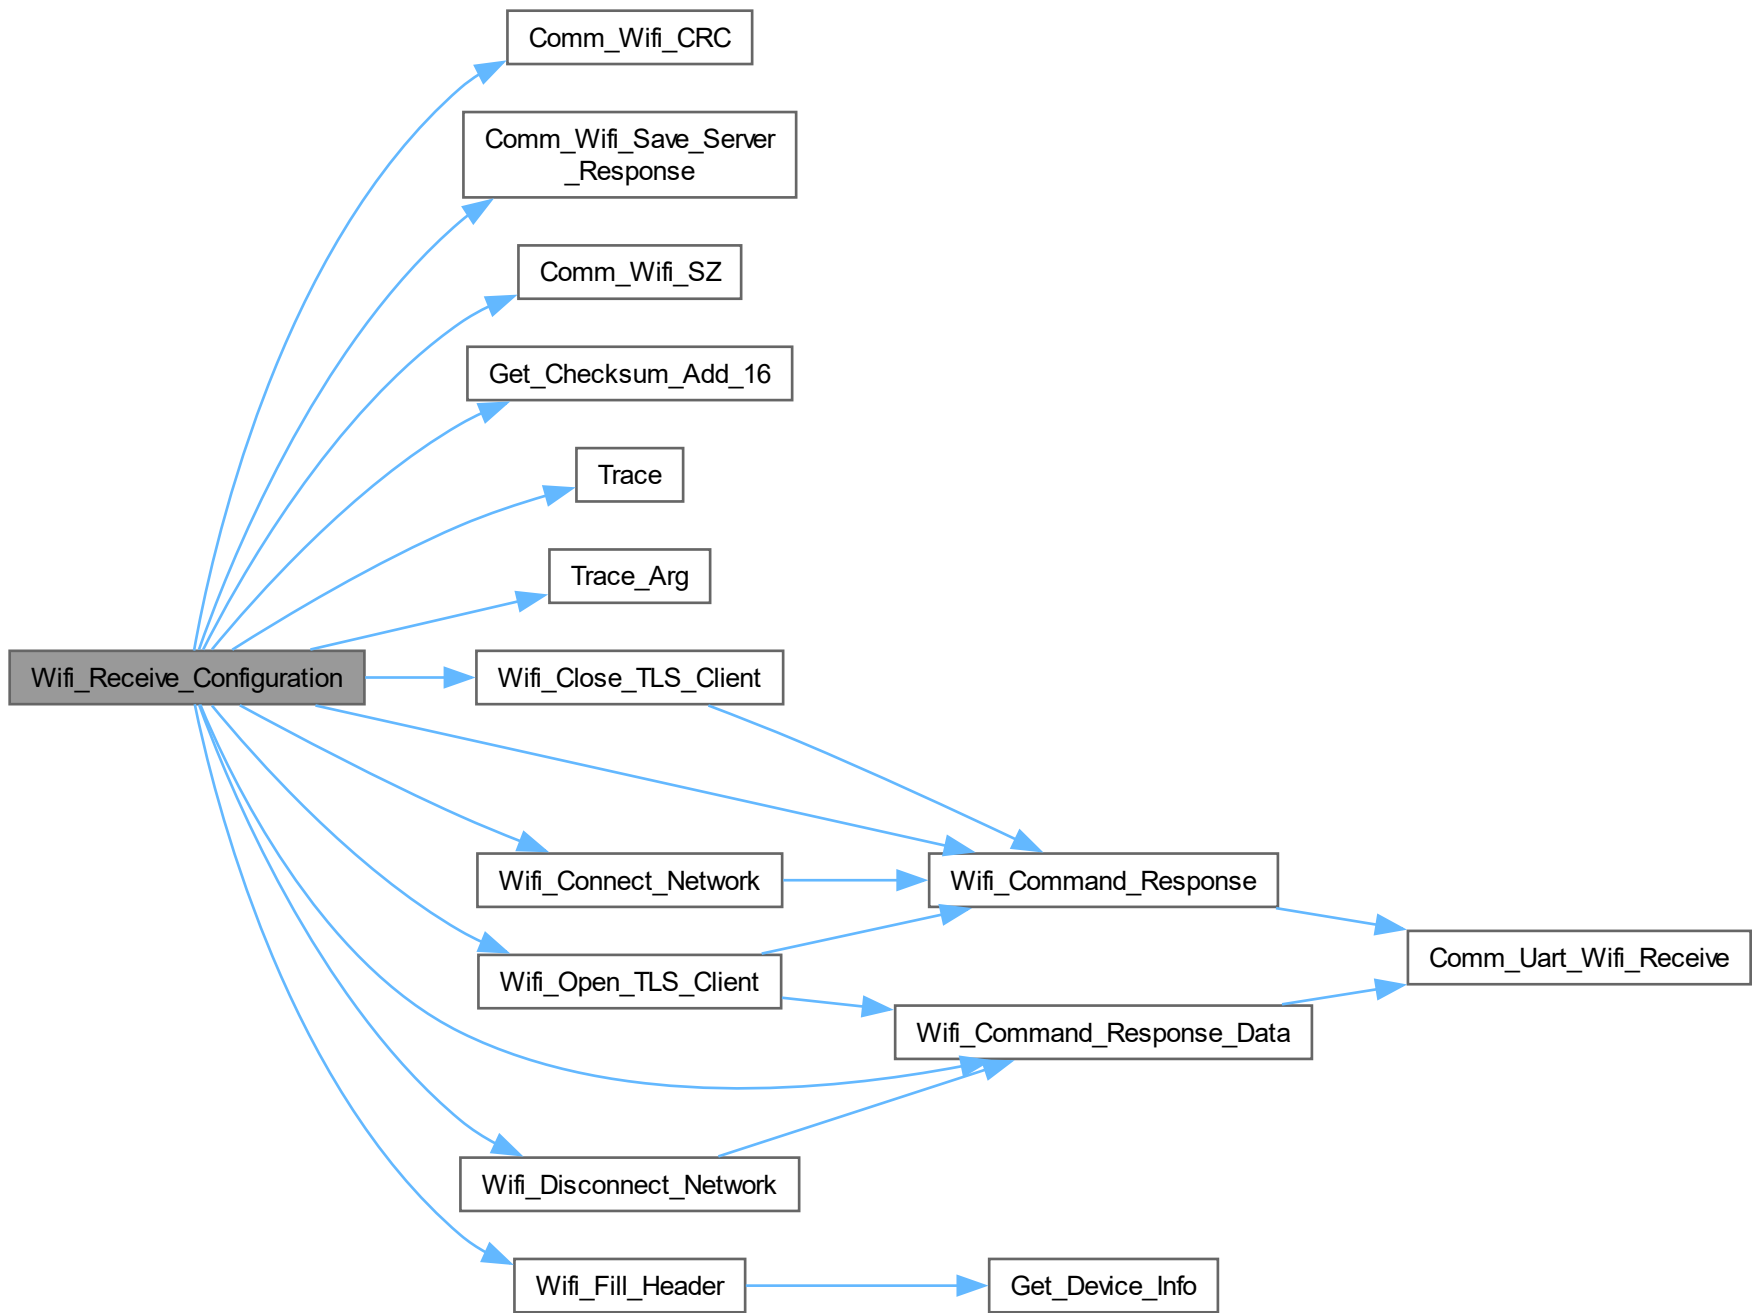 Comm_Wifi_CRC
Comm_Wifi_Save_Server
_Response
Comm_Wifi_SZ
Get_Checksum_Add_16
Trace
Trace_Arg
Wifi_Receive_Configuration
Wifi_Close_TLS_Client
Wifi_Connect_Network
Wifi_Command_Response
Wifi_Open_TLS_Client
Comm_Uart_Wifi_Receive
Wifi_Command_Response_Data
Wifi_Disconnect_Network
Wifi_Fill_Header
Get_Device_Info